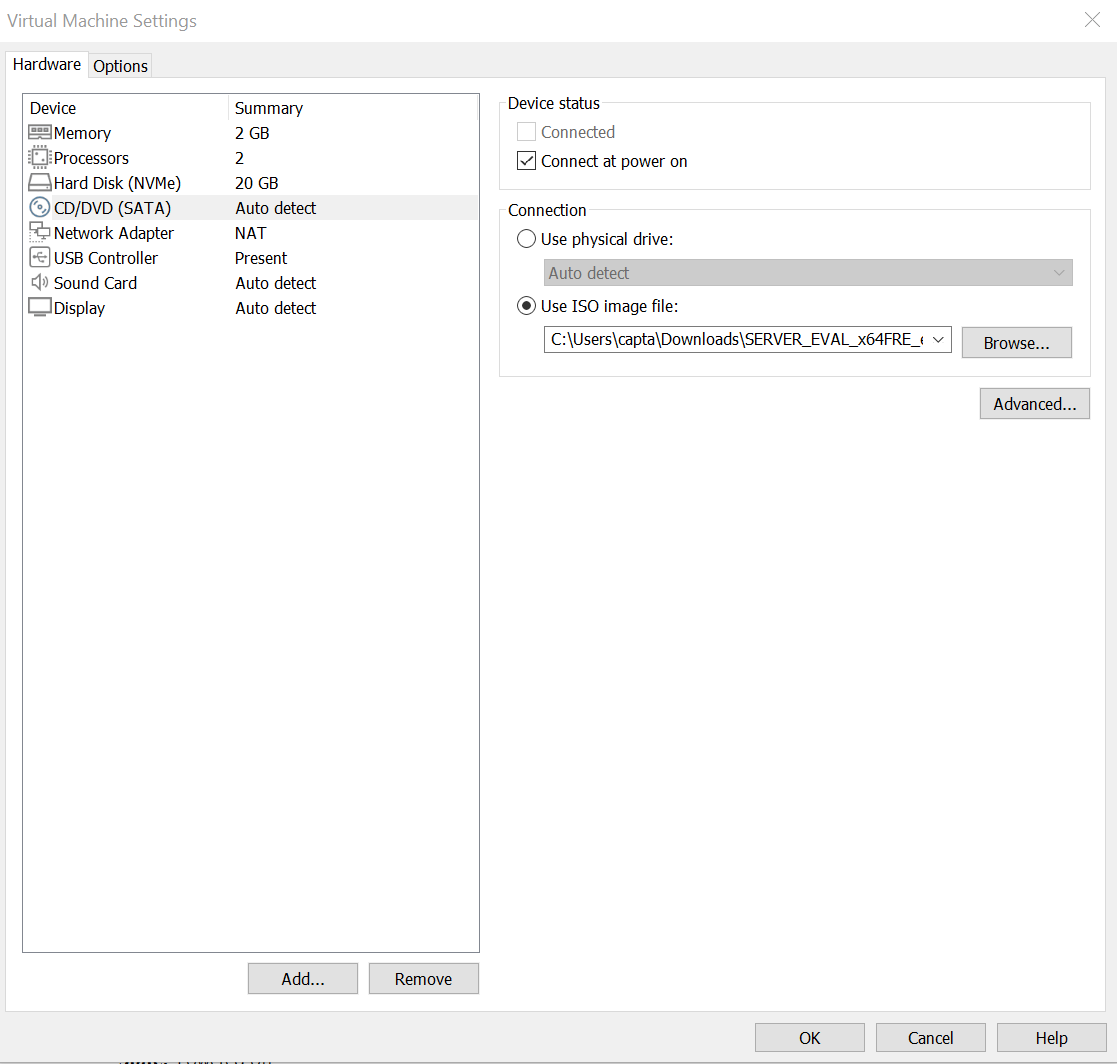 Virtual Machine Settings
Hardware
Options
Device Summary
Memory 2 GB
Processors 2
Hard Disk (NVMe) 20 GB
CD/DVD (SATA) Auto detect
Network Adapter NAT
USB Controller Present
Sound Card Auto detect
Display Auto detect
Add...
Remove
Device status
Connected
Connect at power on
Connection
Use physical drive:
Auto detect
Use ISO image file:
C:\Users\capta\Downloads\SERVER_EVAL_x64FRE_e
Browse...
Advanced...
OK
Cancel
Help